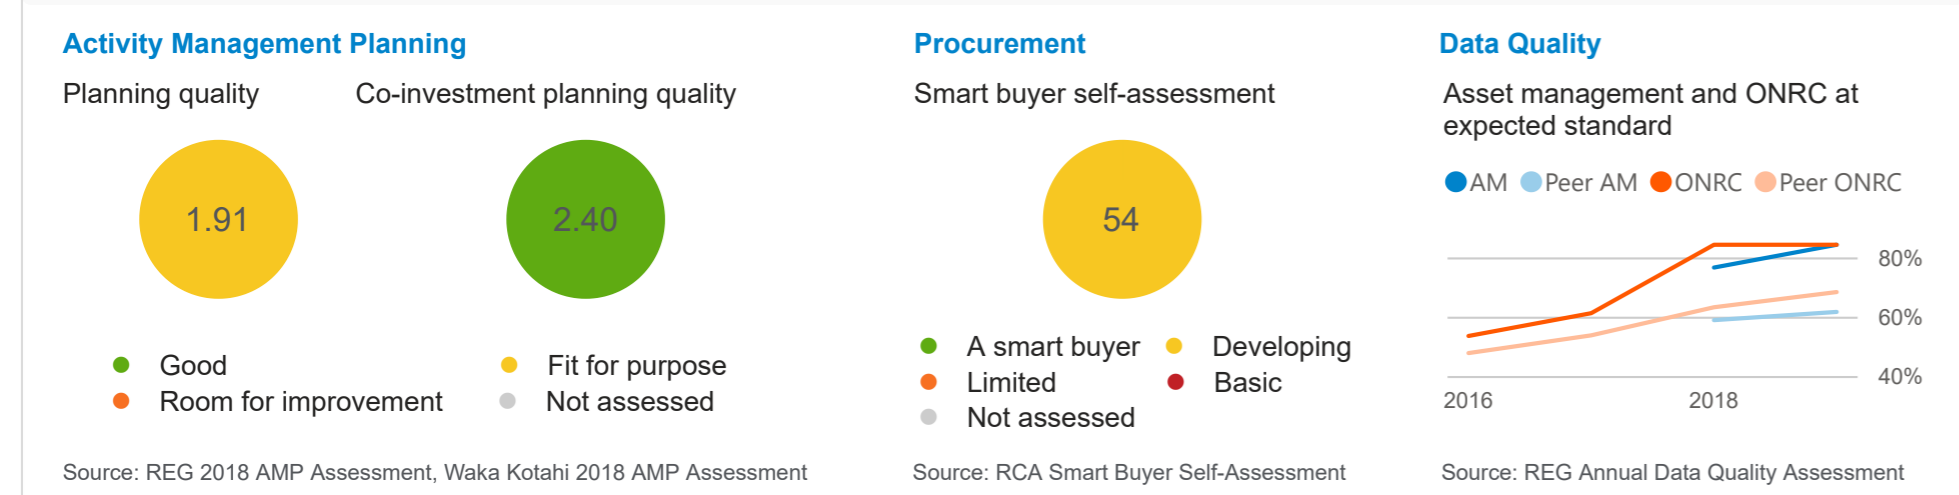 Activity Management Planning
Planning quality
Co-investment planning quality
1.91
2.40
Good
Fit for purpose
Room for improvement
Not assessed
Source: REG 2018 AMP Assessment, Waka Kotahi 2018 AMP Assessment
Procurement
Smart buyer self-assessment
54
A smart buyer
Developing
Limited
Basic
Not assessed
Source: RCA Smart Buyer Self-Assessment
Data Quality
Asset management and ONRC at
expected standard
AM Peer AM ONRC Peer ONRC
80%
60%
40%
2016 2018
Source: REG Annual Data Quality Assessment